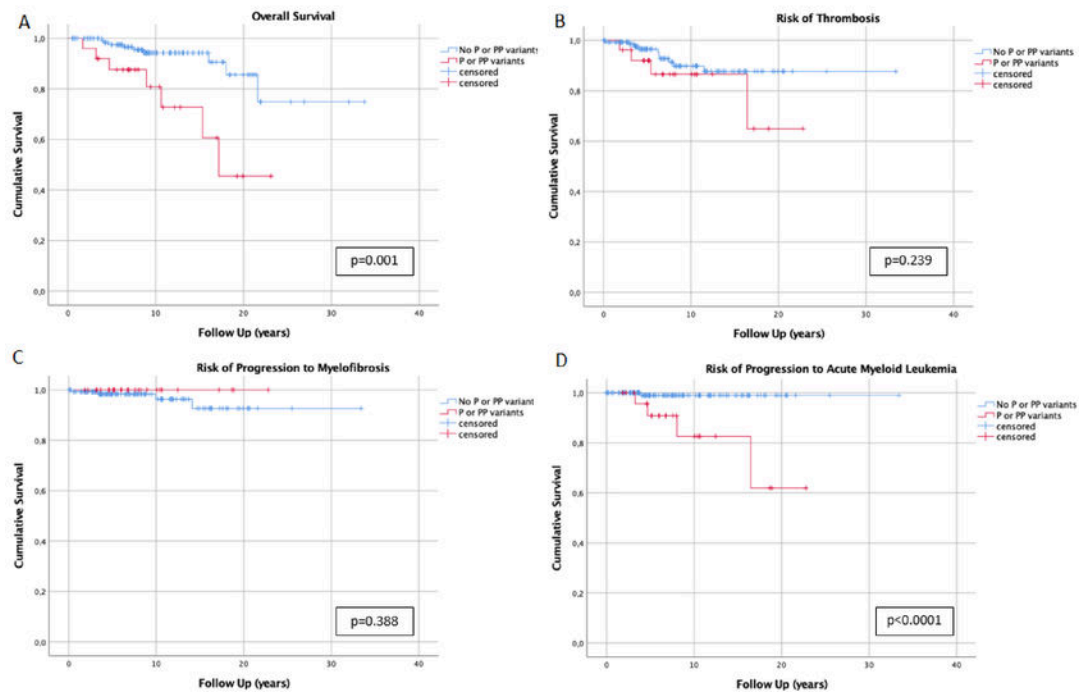 A
Overall Survival
1,0
0,8
0,6
0,4
0,2
0,0
0
10
20
30
40
Cumulative Survival
Follow Up (years)
No P or PP variants
P or PP variants
censored
censored
p=0.001
B
Risk of Thrombosis
1,0
0,8
0,6
0,4
0,2
0,0
0
10
20
30
40
Cumulative Survival
Follow Up (years)
No P or PP variants
P or PP variants
censored
censored
p=0.239
C
Risk of Progression to Myelofibrosis
1,0
0,8
0,6
0,4
0,2
0,0
0
10
20
30
40
Cumulative Survival
Follow Up (years)
No P or PP variant
P or PP variants
censored
censored
p=0.388
D
Risk of Progression to Acute Myeloid Leukemia
1,0
0,8
0,6
0,4
0,2
0,0
0
10
20
30
40
Cumulative Survival
Follow Up (years)
No P or PP variants
P or PP variants
censored
censored
p<0.0001